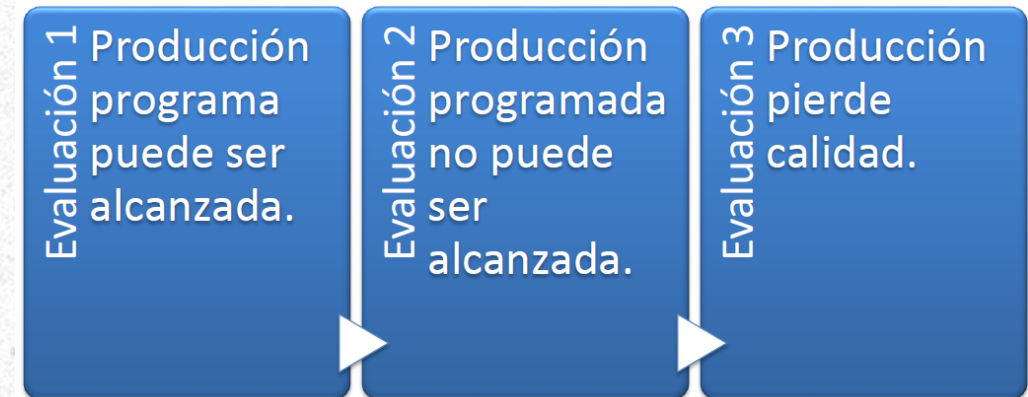 Evaluación 1
Producción
programa
puede ser
alcanzada.
Evaluación 2
Producción
programada
no puede
ser
alcanzada.
Evaluación 3
Producción
pierde
calidad.